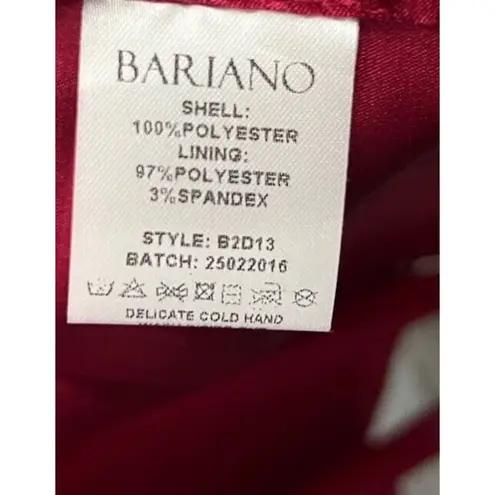 BARIANO
SHELL:
100%POLYESTER
LINING:
97%POLYESTER
3%SPANDEX
STYLE: B2D13
BATCH: 25022016
DELICATE COLD HAND